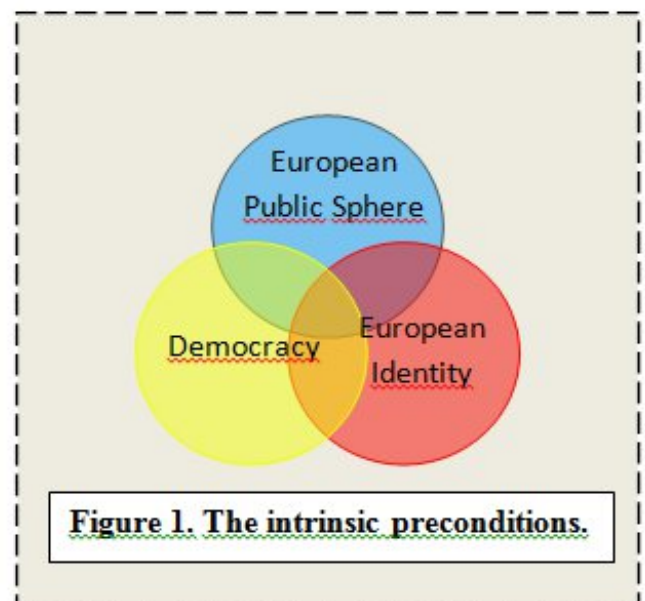 European
Public Sphere
Democracy
European
Identity
Figure 1. The intrinsic preconditions.